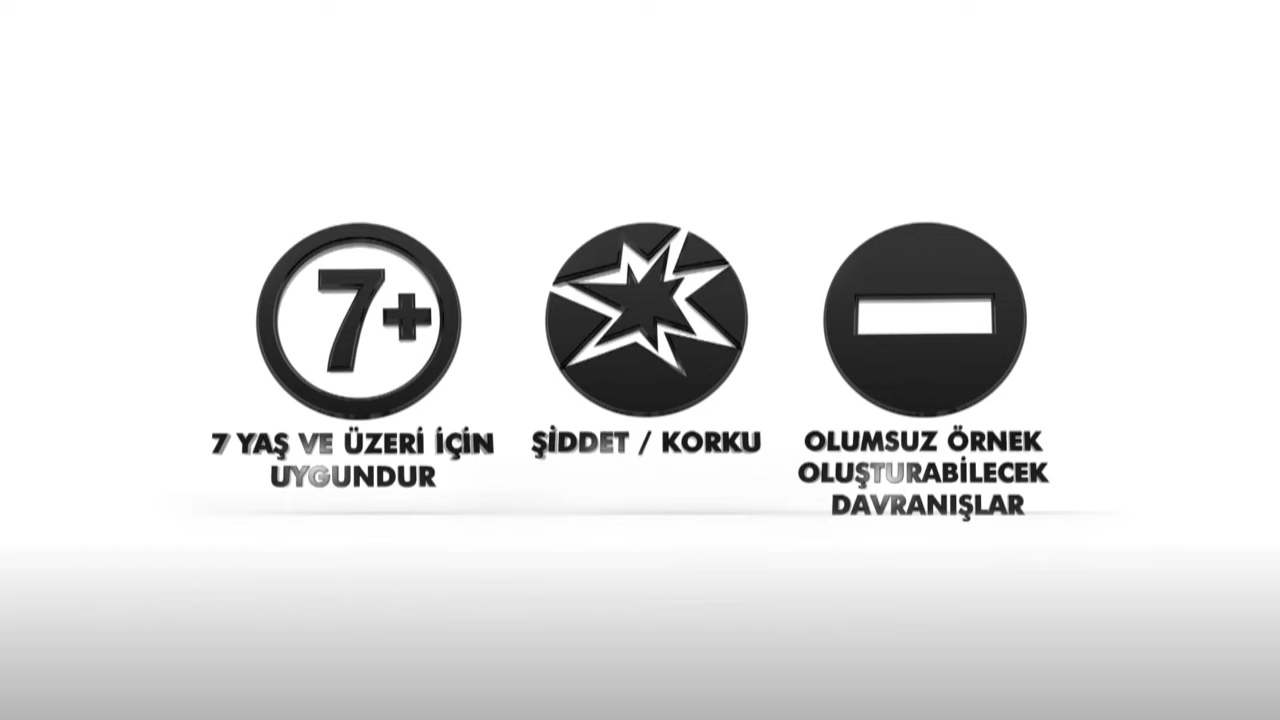 7+
7 YAŞ VE ÜZERİ İÇİN
UYGUNDUR
ŞİDDET / KORKU
OLUMSUZ ÖRNEK
OLUŞTURABİLECEK
DAVRANIŞLAR